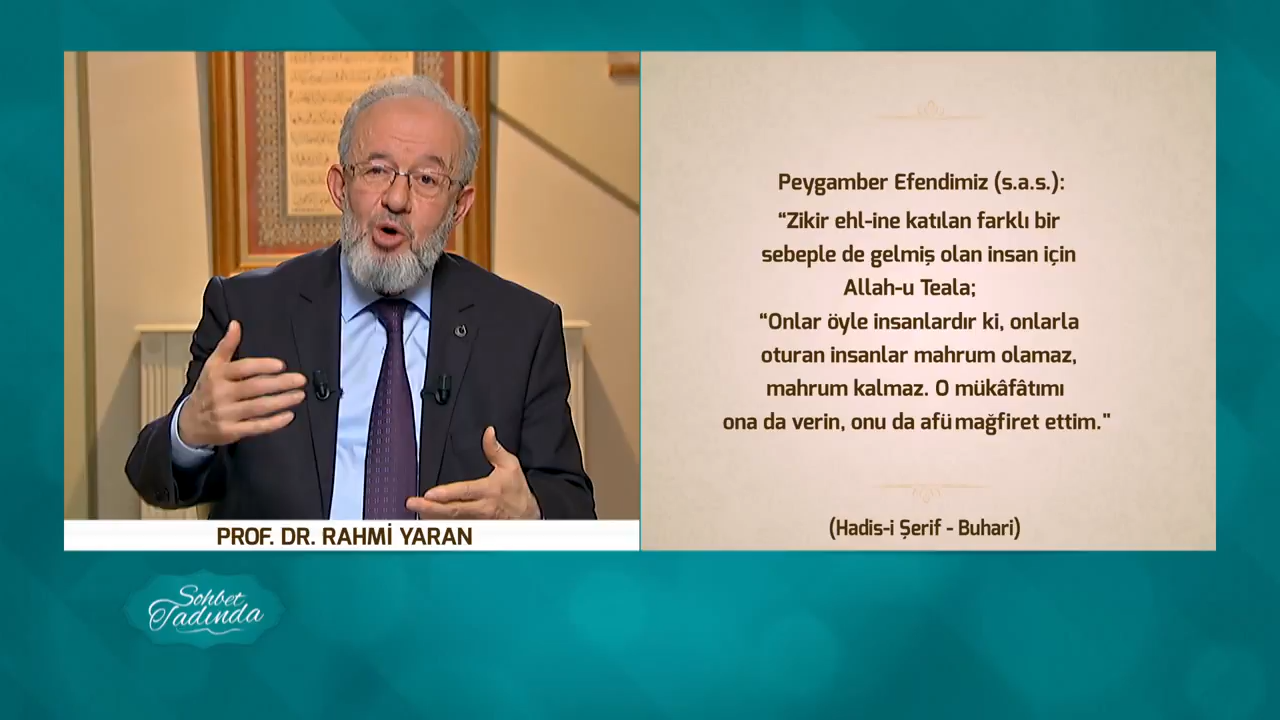 Peygamber Efendimiz (s.a.s.):
“Zikir ehl-ine katılan farklı bir
sebeple de gelmiş olan insan için
Allah-u Teala;
“Onlar öyle insanlardır ki, onlarla
oturan insanlar mahrum olamaz,
mahrum kalmaz. O mükâfâtımı
ona da verin, onu da afü mağfiret ettim."
(Hadis-i Şerif - Buhari)
PROF. DR. RAHMİ YARAN
Sohbet
Tadında